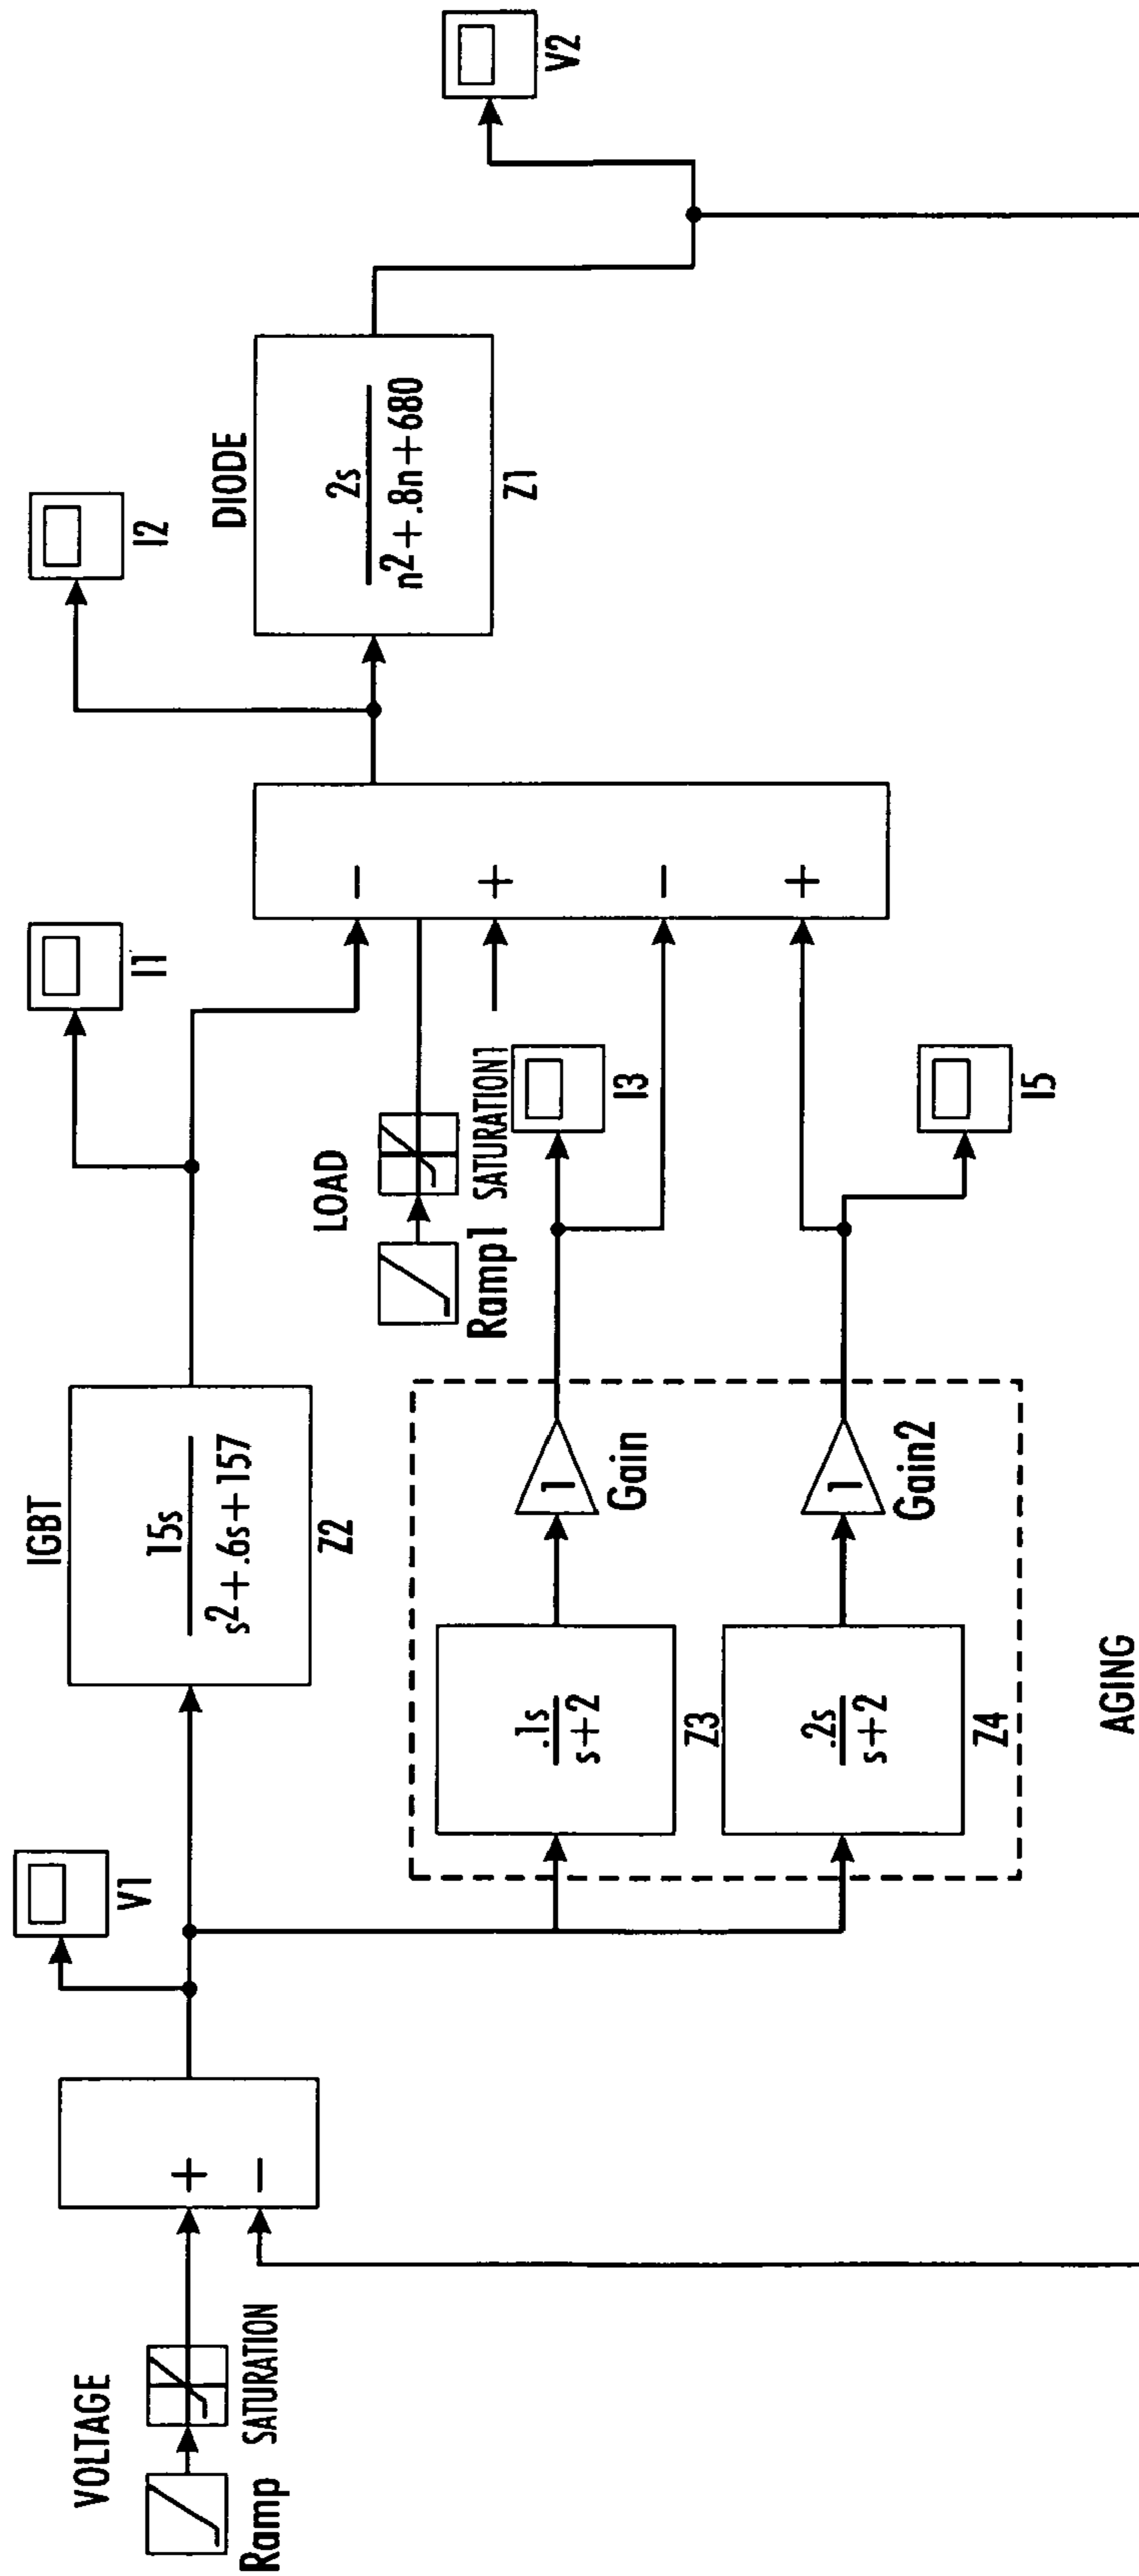 VOLTAGE
Ramp
SATURATION
+
−
V1
IGBT
15s
s²+.6s+157
Z2
I1
.1s
s+2
Z3
1
Gain
.2s
s+2
Z4
1
Gain2
AGING
LOAD
Ramp1
SATURATION1
I3
I5
−
+
−
+
I2
DIODE
2s
n²+.8n+680
Z1
V2